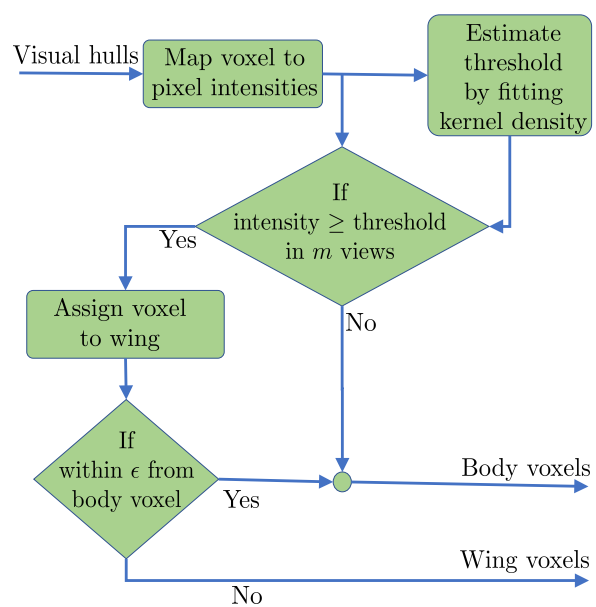 Visual hulls
Map voxel to
pixel intensities
Estimate
threshold
by fitting
kernel density
If
intensity ≥ threshold
in m views
Yes
No
Assign voxel
to wing
If
within ϵ from
body voxel
Yes
Body voxels
No
Wing voxels